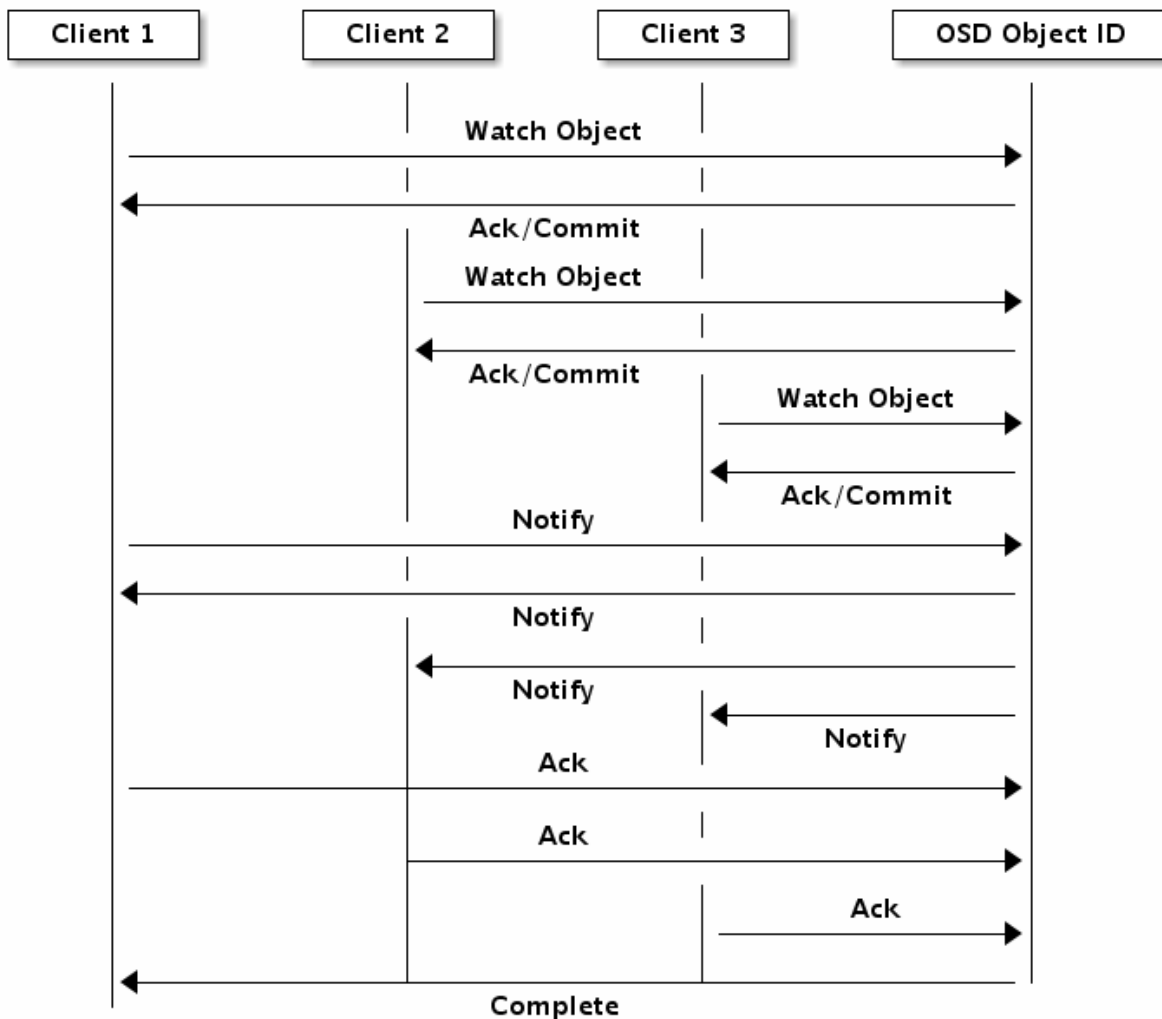 Client 1
Client 2
Client 3
OSD Object ID
Watch Object
Ack/Commit
Watch Object
Ack/Commit
Watch Object
Ack/Commit
Notify
Notify
Notify
Notify
Ack
Ack
Ack
Complete